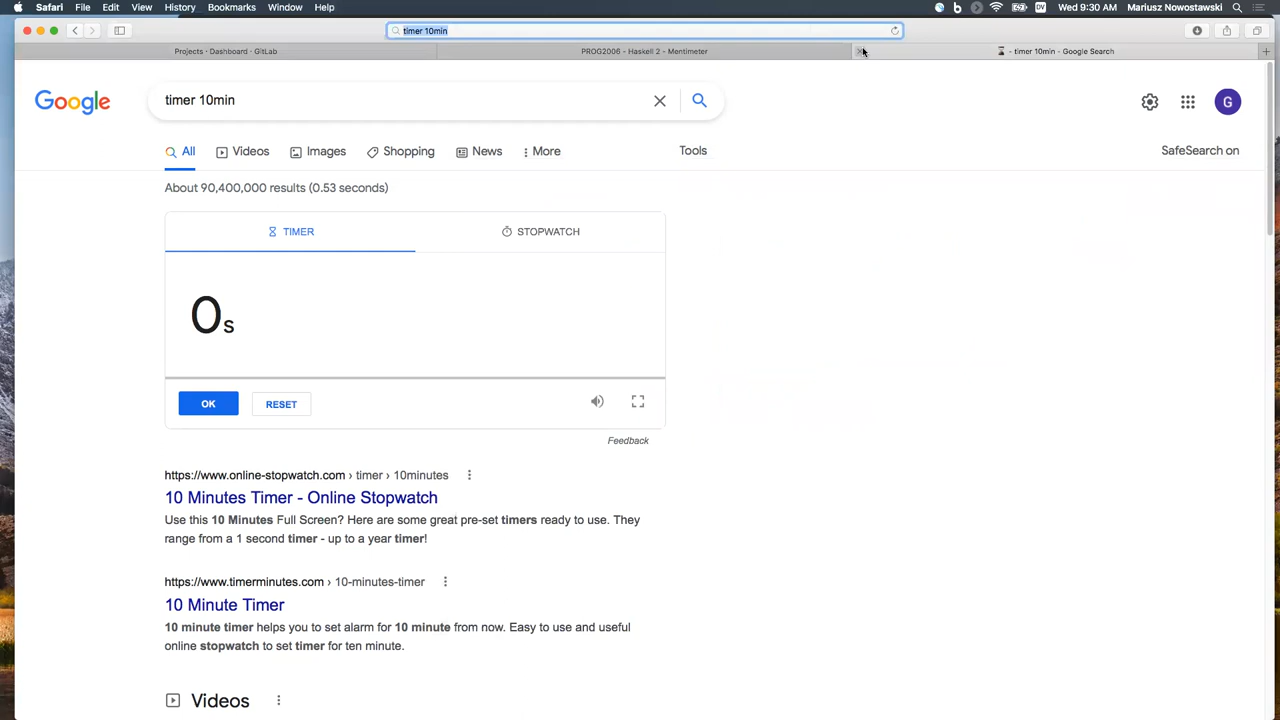 Safari File Edit View History Bookmarks Window Help DV Wed 9:30 AM Mariusz Nowostawski
timer 10min
Projects · Dashboard · GitLab PROG2006 - Haskell 2 - Mentimeter - timer 10min - Google Search
Google timer 10min G
All Videos Images Shopping News More Tools SafeSearch on
About 90,400,000 results (0.53 seconds)
TIMER STOPWATCH
0s
OK RESET
Feedback
https://www.online-stopwatch.com › timer › 10minutes
10 Minutes Timer - Online Stopwatch
Use this 10 Minutes Full Screen? Here are some great pre-set timers ready to use. They
range from a 1 second timer - up to a year timer!
https://www.timerminutes.com › 10-minutes-timer
10 Minute Timer
10 minute timer helps you to set alarm for 10 minute from now. Easy to use and useful
online stopwatch to set timer for ten minute.
Videos